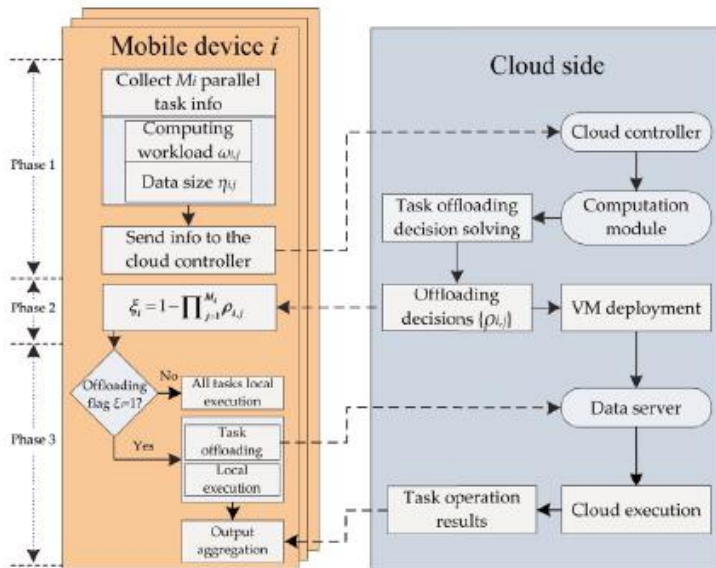 Mobile device i
Collect Mi parallel
task info
Computing
workload ωi,j
Data size ηi,j
Send info to the
cloud controller
Phase 1
Phase 2
ξi = 1 − ∏j=1Mi ρi,j
Phase 3
Offloading
flag ξi=1?
No
All tasks local
execution
Yes
Task
offloading
Local
execution
Output
aggregation
Cloud side
Cloud controller
Task offloading
decision solving
Computation
module
Offloading
decisions {ρi,j}
VM deployment
Data server
Task operation
results
Cloud execution